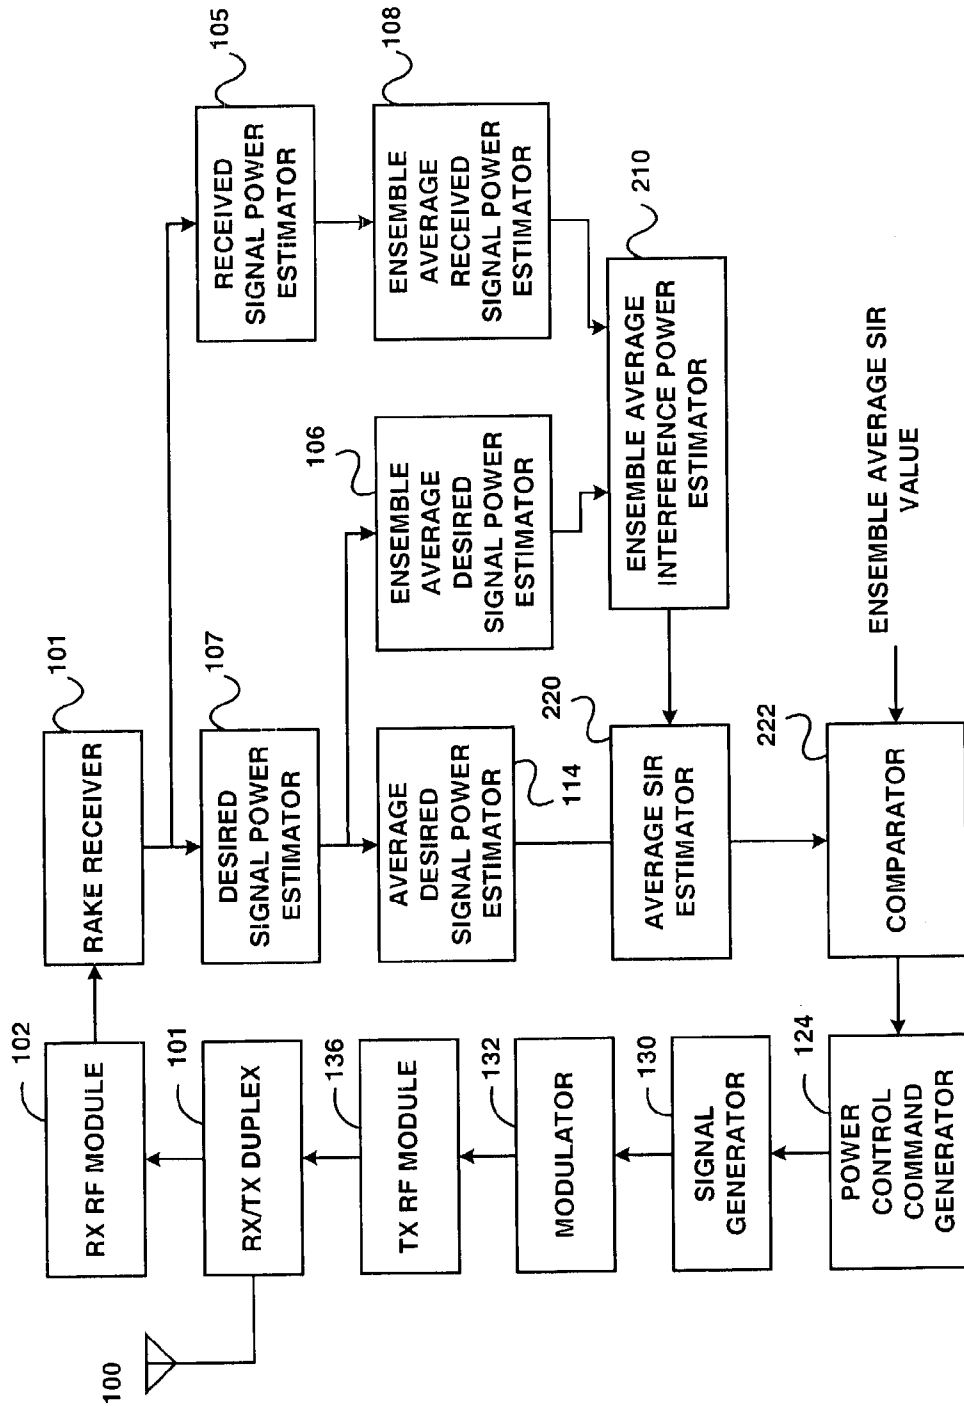 100
102
RX RF MODULE
101
RX/TX DUPLEX
136
TX RF MODULE
132
MODULATOR
130
SIGNAL
GENERATOR
124
POWER
CONTROL
COMMAND
GENERATOR
101
RAKE RECEIVER
107
DESIRED
SIGNAL POWER
ESTIMATOR
AVERAGE
DESIRED
SIGNAL POWER
ESTIMATOR
114
220
AVERAGE SIR
ESTIMATOR
222
COMPARATOR
106
ENSEMBLE
AVERAGE
DESIRED
SIGNAL POWER
ESTIMATOR
105
RECEIVED
SIGNAL POWER
ESTIMATOR
108
ENSEMBLE
AVERAGE
RECEIVED
SIGNAL POWER
ESTIMATOR
210
ENSEMBLE AVERAGE
INTERFERENCE POWER
ESTIMATOR
ENSEMBLE AVERAGE SIR
VALUE